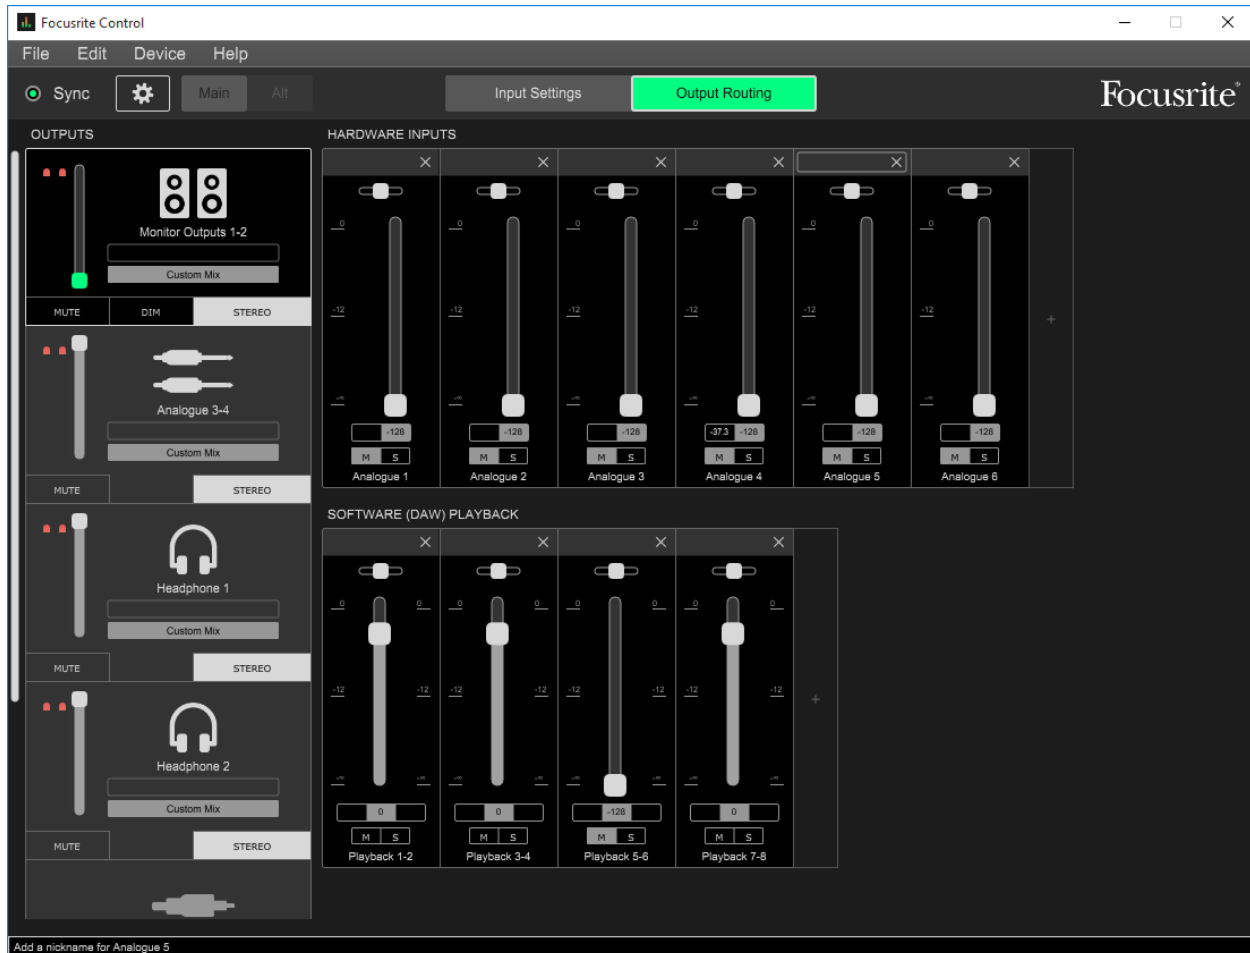 Focusrite Control
File Edit Device Help
Sync Main Alt Input Settings Output Routing Focusrite
OUTPUTS
Monitor Outputs 1-2
Custom Mix
MUTE DIM STEREO
Analogue 3-4
Custom Mix
MUTE STEREO
Headphone 1
Custom Mix
MUTE STEREO
Headphone 2
Custom Mix
MUTE STEREO
HARDWARE INPUTS
0 0 0 0 0 0
-12 -12 -12 -12 -12 -12
-∞ -∞ -∞ -∞ -∞ -∞
-128 -128 -128 -37.3 -128 -128 -128
M S M S M S M S M S M S
Analogue 1 Analogue 2 Analogue 3 Analogue 4 Analogue 5 Analogue 6
SOFTWARE (DAW) PLAYBACK
0 0 0 0 0 0 0 0
-12 -12 -12 -12 -12 -12 -12 -12
-∞ -∞ -∞ -∞ -∞ -∞ -∞ -∞
0 0 -128 0
M S M S M S M S
Playback 1-2 Playback 3-4 Playback 5-6 Playback 7-8
Add a nickname for Analogue 5